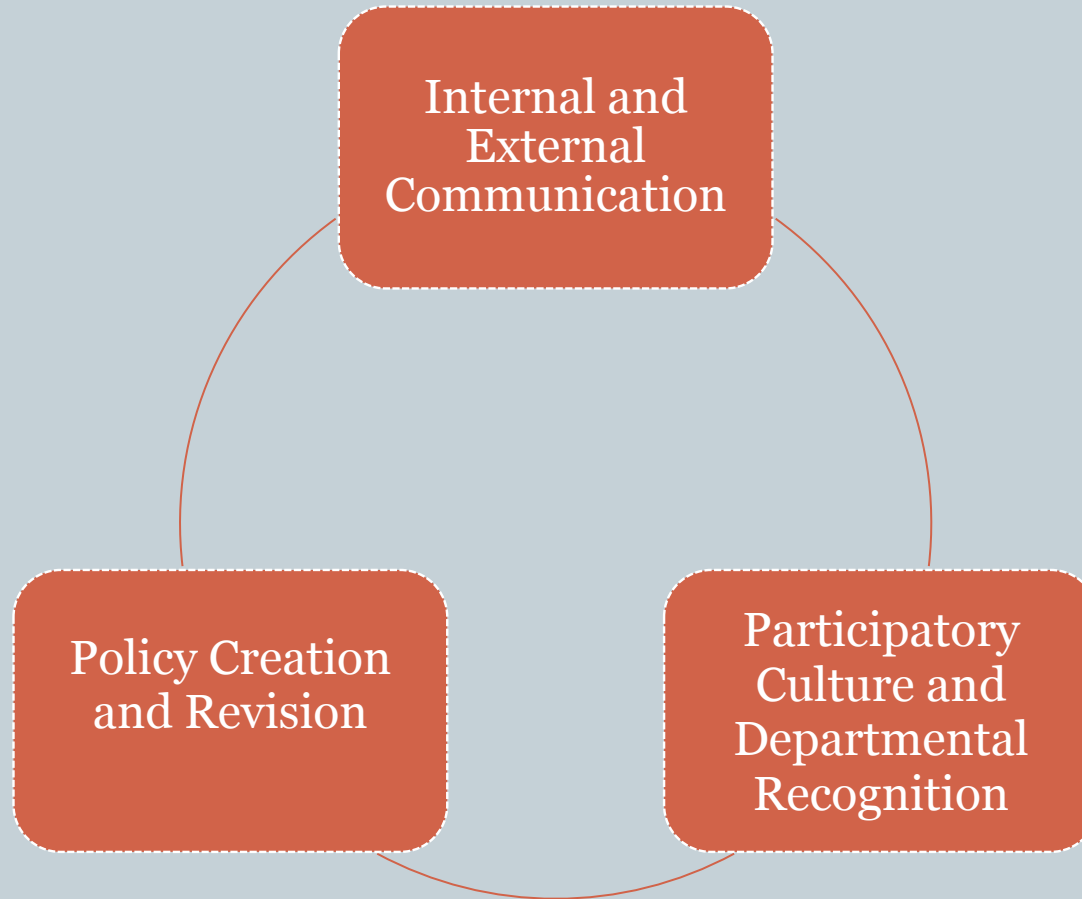 Internal and
External
Communication
Policy Creation
and Revision
Participatory
Culture and
Departmental
Recognition